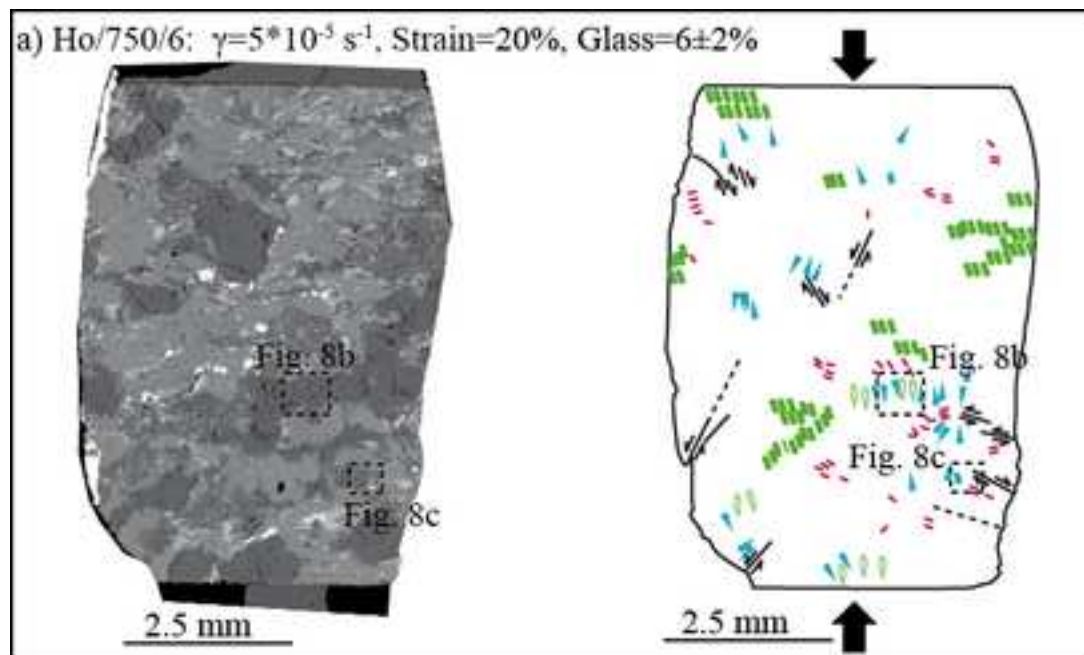 a) Ho/750/6: γ=5*10⁻⁵ s⁻¹, Strain=20%, Glass=6±2%
Fig. 8b
Fig. 8c
2.5 mm
Fig. 8b
Fig. 8c
2.5 mm